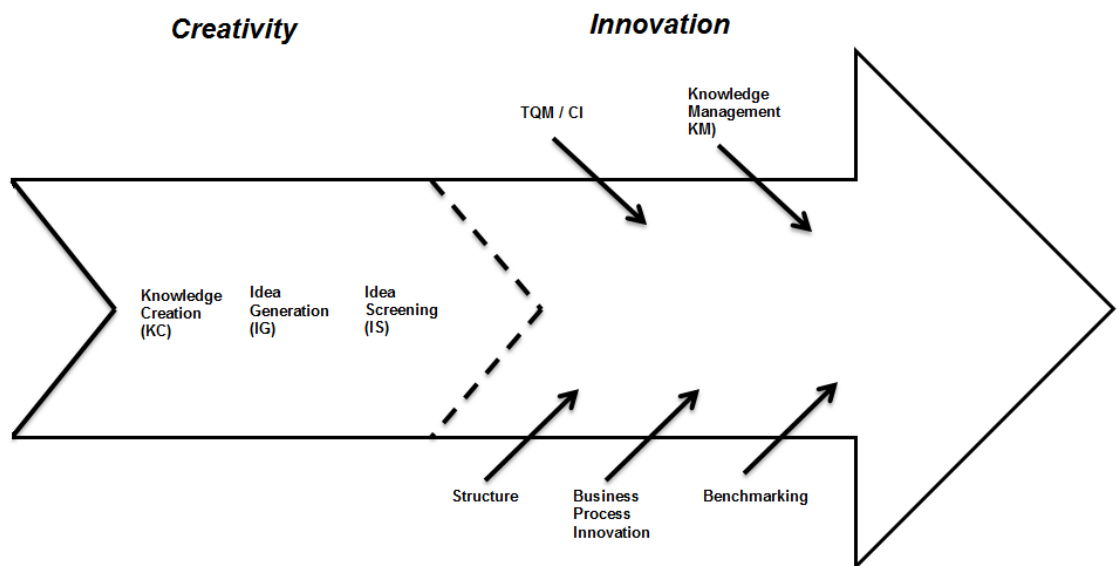 Creativity
Innovation
TQM / CI
Knowledge
Management
KM)
Knowledge
Creation
(KC)
Idea
Generation
(IG)
Idea
Screening
(IS)
Structure
Business
Process
Innovation
Benchmarking